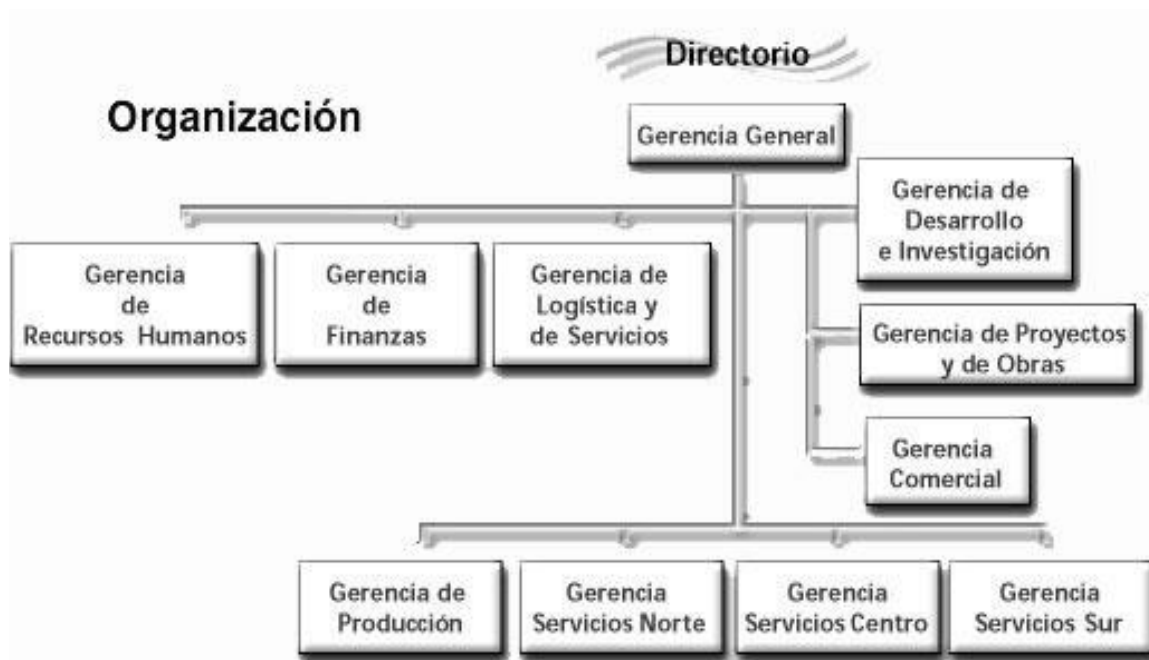 Directorio
Organización
Gerencia General
Gerencia de
Desarrollo
e Investigación
Gerencia
de
Recursos Humanos
Gerencia
de
Finanzas
Gerencia de
Logística y
de Servicios
Gerencia de Proyectos
y de Obras
Gerencia
Comercial
Gerencia de
Producción
Gerencia
Servicios Norte
Gerencia
Servicios Centro
Gerencia
Servicios Sur